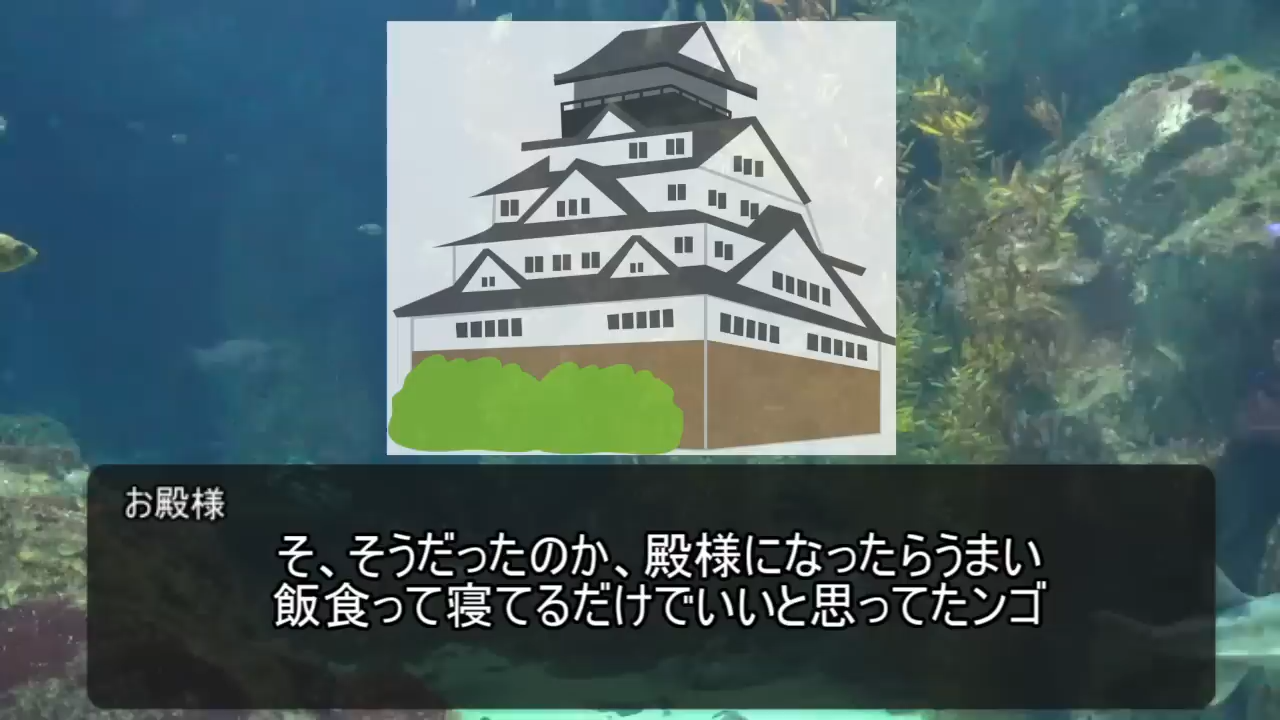 お殿様
そ、そうだったのか、殿様になったらうまい
飯食って寝てるだけでいいと思ってたンゴ